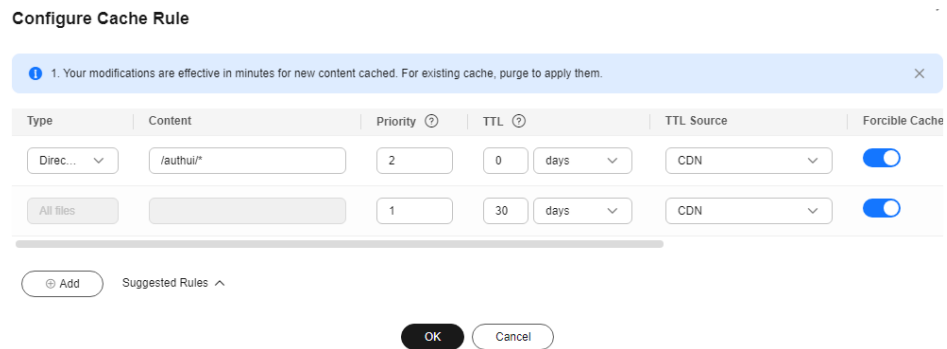 Configure Cache Rule
1. Your modifications are effective in minutes for new content cached. For existing cache, purge to apply them.
Type Content Priority TTL TTL Source Forcible Cache
Direc... /authui/* 2 0 days CDN
All files 1 30 days CDN
Add Suggested Rules
OK Cancel